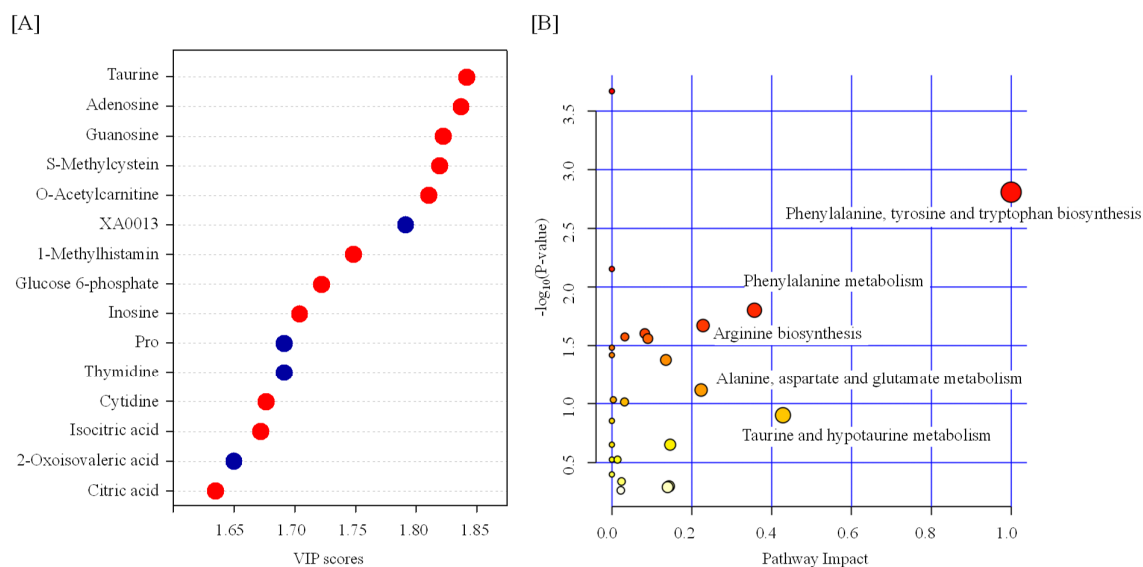 [A]
[B]
Taurine
Adenosine
Guanosine
S-Methylcystein
O-Acetylcarnitine
XA0013
1-Methylhistamin
Glucose 6-phosphate
Inosine
Pro
Thymidine
Cytidine
Isocitric acid
2-Oxoisovaleric acid
Citric acid
1.65 1.70 1.75 1.80 1.85
VIP scores
-log10(P-value)
3.5
3.0
2.5
2.0
1.5
1.0
0.5
Phenylalanine, tyrosine and tryptophan biosynthesis
Phenylalanine metabolism
Arginine biosynthesis
Alanine, aspartate and glutamate metabolism
Taurine and hypotaurine metabolism
0.0 0.2 0.4 0.6 0.8 1.0
Pathway Impact